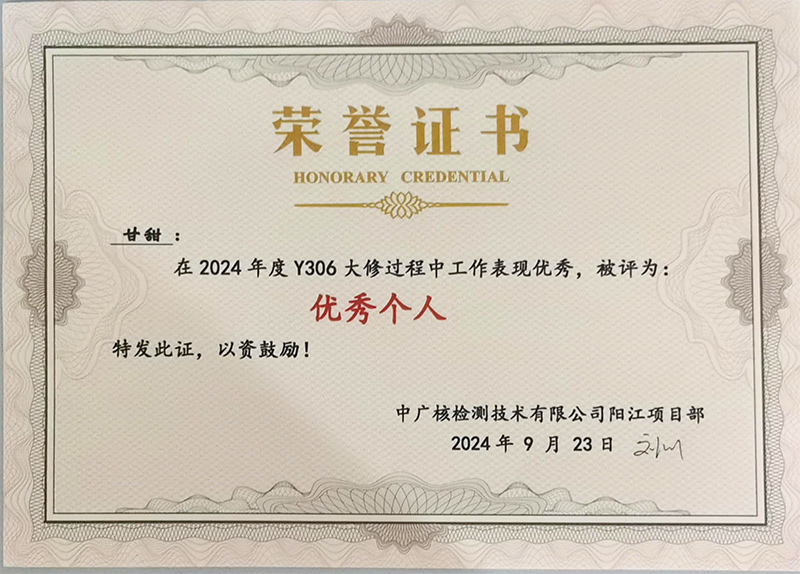 荣誉证书
HONORARY CREDENTIAL
甘甜：
在2024年度Y306大修过程中工作表现优秀，被评为：
优秀个人
特发此证，以资鼓励！
中广核检测技术有限公司阳江项目部
2024年9月23日